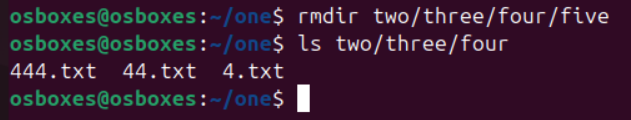 osboxes@osboxes:~/one$ rmdir two/three/four/five
osboxes@osboxes:~/one$ ls two/three/four
444.txt  44.txt  4.txt
osboxes@osboxes:~/one$